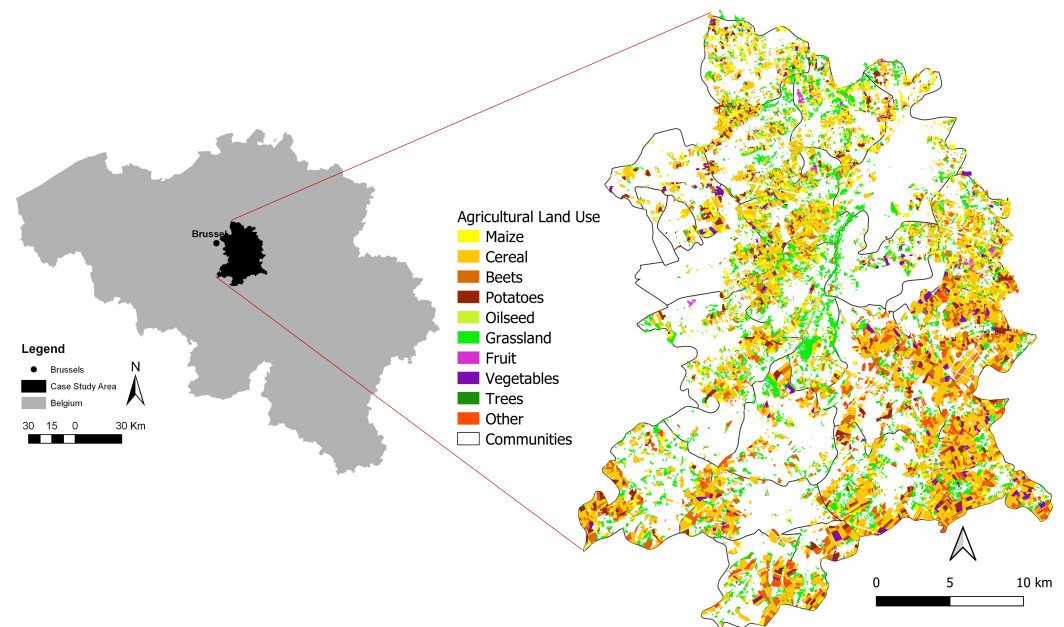 Brussel
Legend
Brussels
Case Study Area
Belgium
N
30 15 0 30 Km
Agricultural Land Use
Maize
Cereal
Beets
Potatoes
Oilseed
Grassland
Fruit
Vegetables
Trees
Other
Communities
0 5 10 km